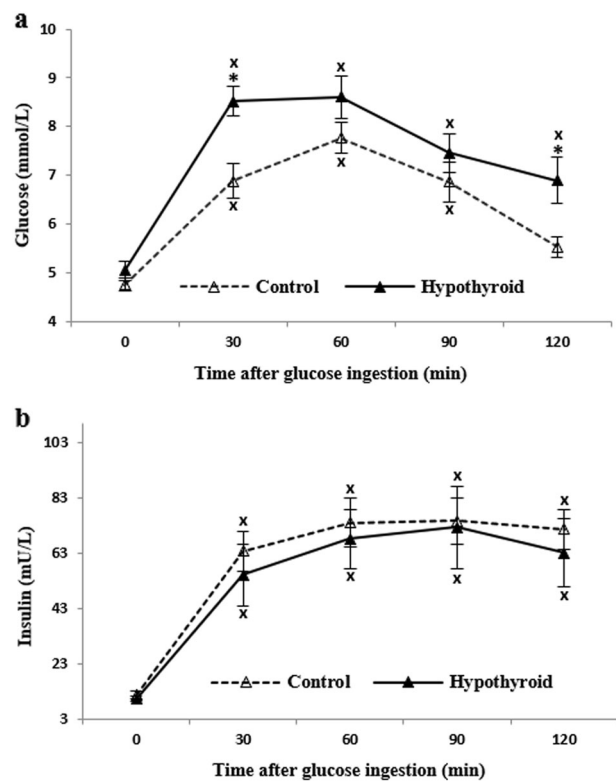 a
x
*
x
x
x
*
x
x
x
Glucose (mmol/L)
10
9
8
7
6
5
4
Control
Hypothyroid
0 30 60 90 120
Time after glucose ingestion (min)
b
x
x
x
x
x
x
x
x
Insulin (mU/L)
103
83
63
43
23
3
Control
Hypothyroid
0 30 60 90 120
Time after glucose ingestion (min)